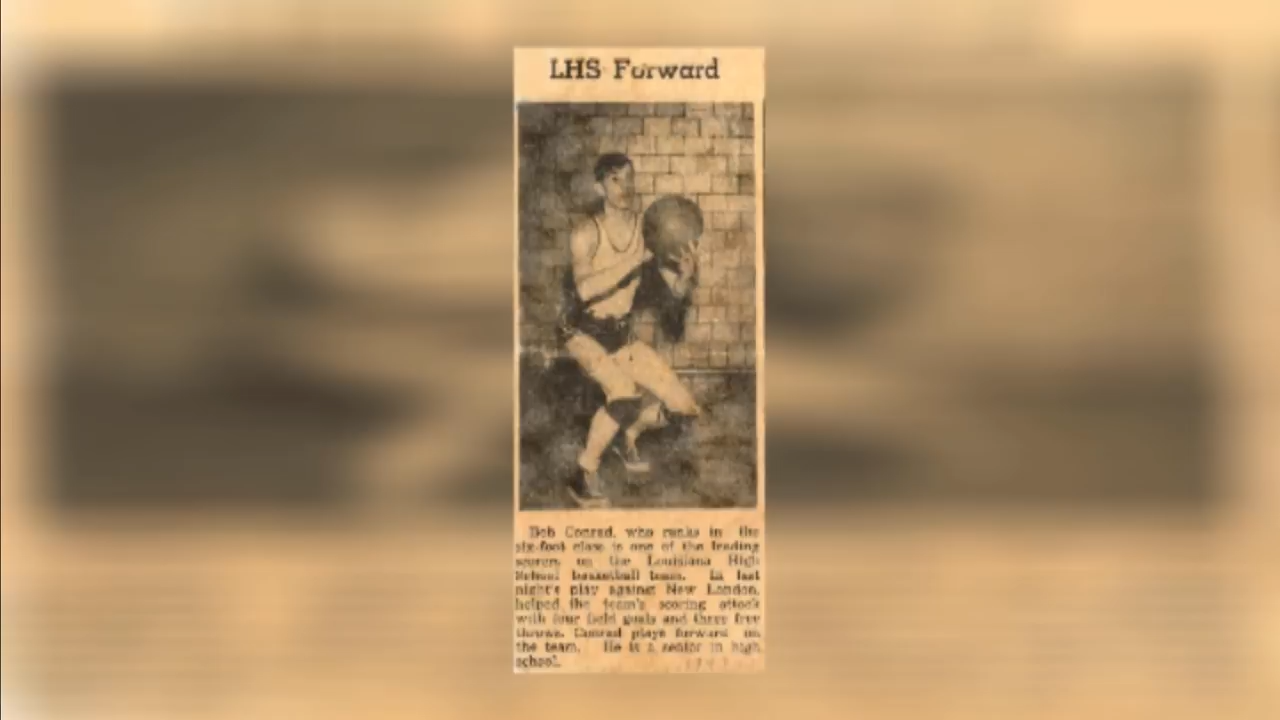 LHS Forward
Bob Conrad, who ranks in the
six-foot class is one of the leading
scorers on the Louisiana High
School basketball team. In last
night's play against New London,
helped the team's scoring attack
with four field goals and three free
throws. Conrad plays forward on
the team. He is a senior in high
school.